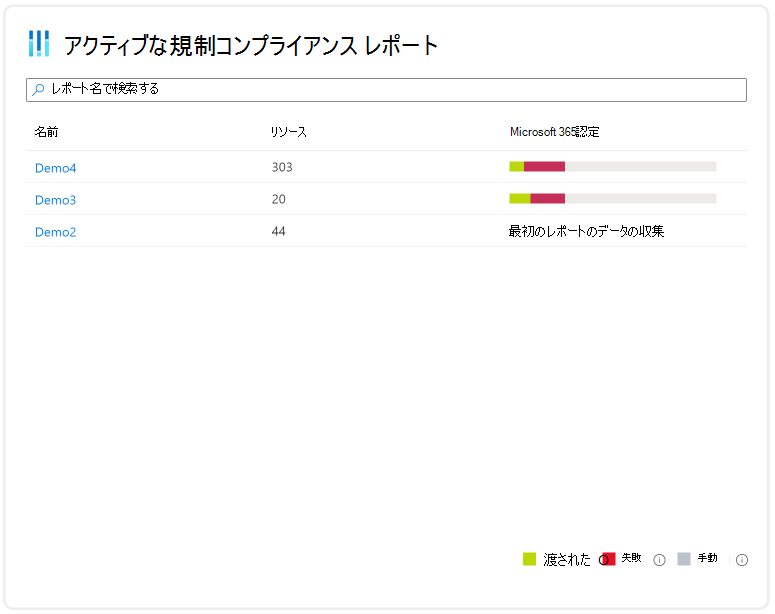 アクティブな規制コンプライアンス レポート
レポート名で検索する
名前 リソース Microsoft 365認定
Demo4 303
Demo3 20
Demo2 44 最初のレポートのデータの収集
渡された 失敗 手動